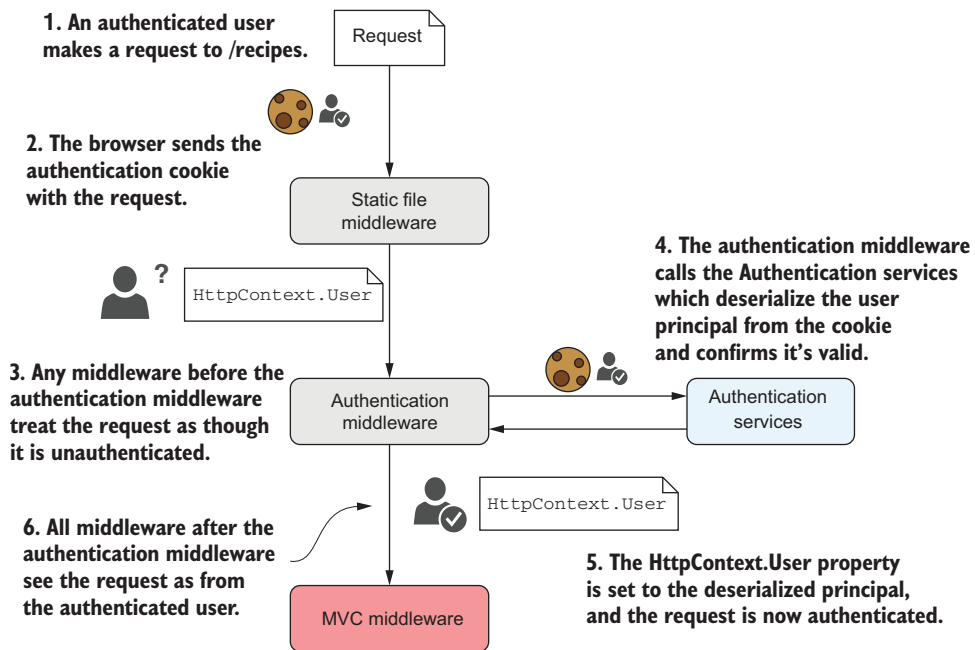 1. An authenticated user
makes a request to /recipes.
Request
2. The browser sends the
authentication cookie
with the request.
Static file
middleware
?
HttpContext.User
3. Any middleware before the
authentication middleware
treat the request as though
it is unauthenticated.
Authentication
middleware
4. The authentication middleware
calls the Authentication services
which deserialize the user
principal from the cookie
and confirms it's valid.
Authentication
services
HttpContext.User
5. The HttpContext.User property
is set to the deserialized principal,
and the request is now authenticated.
6. All middleware after the
authentication middleware
see the request as from
the authenticated user.
MVC middleware